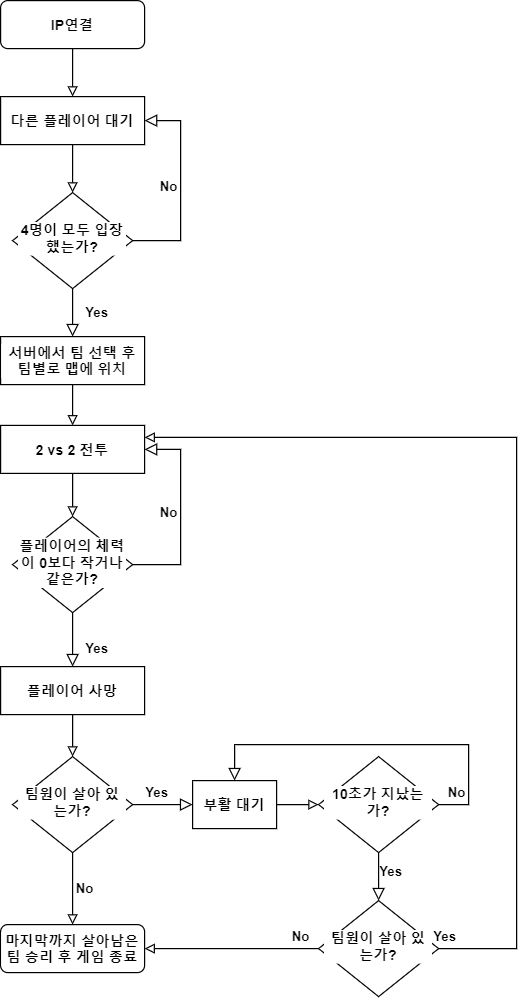 IP연결
다른 플레이어 대기
No
4명이 모두 입장
했는가?
Yes
서버에서 팀 선택 후
팀별로 맵에 위치
2 vs 2 전투
No
플레이어의 체력
이 0보다 작거나
같은가?
Yes
플레이어 사망
팀원이 살아 있
는가?
Yes
부활 대기
10초가 지났는
가?
No
Yes
No
마지막까지 살아남은
팀 승리 후 게임 종료
No
팀원이 살아 있
는가?
Yes